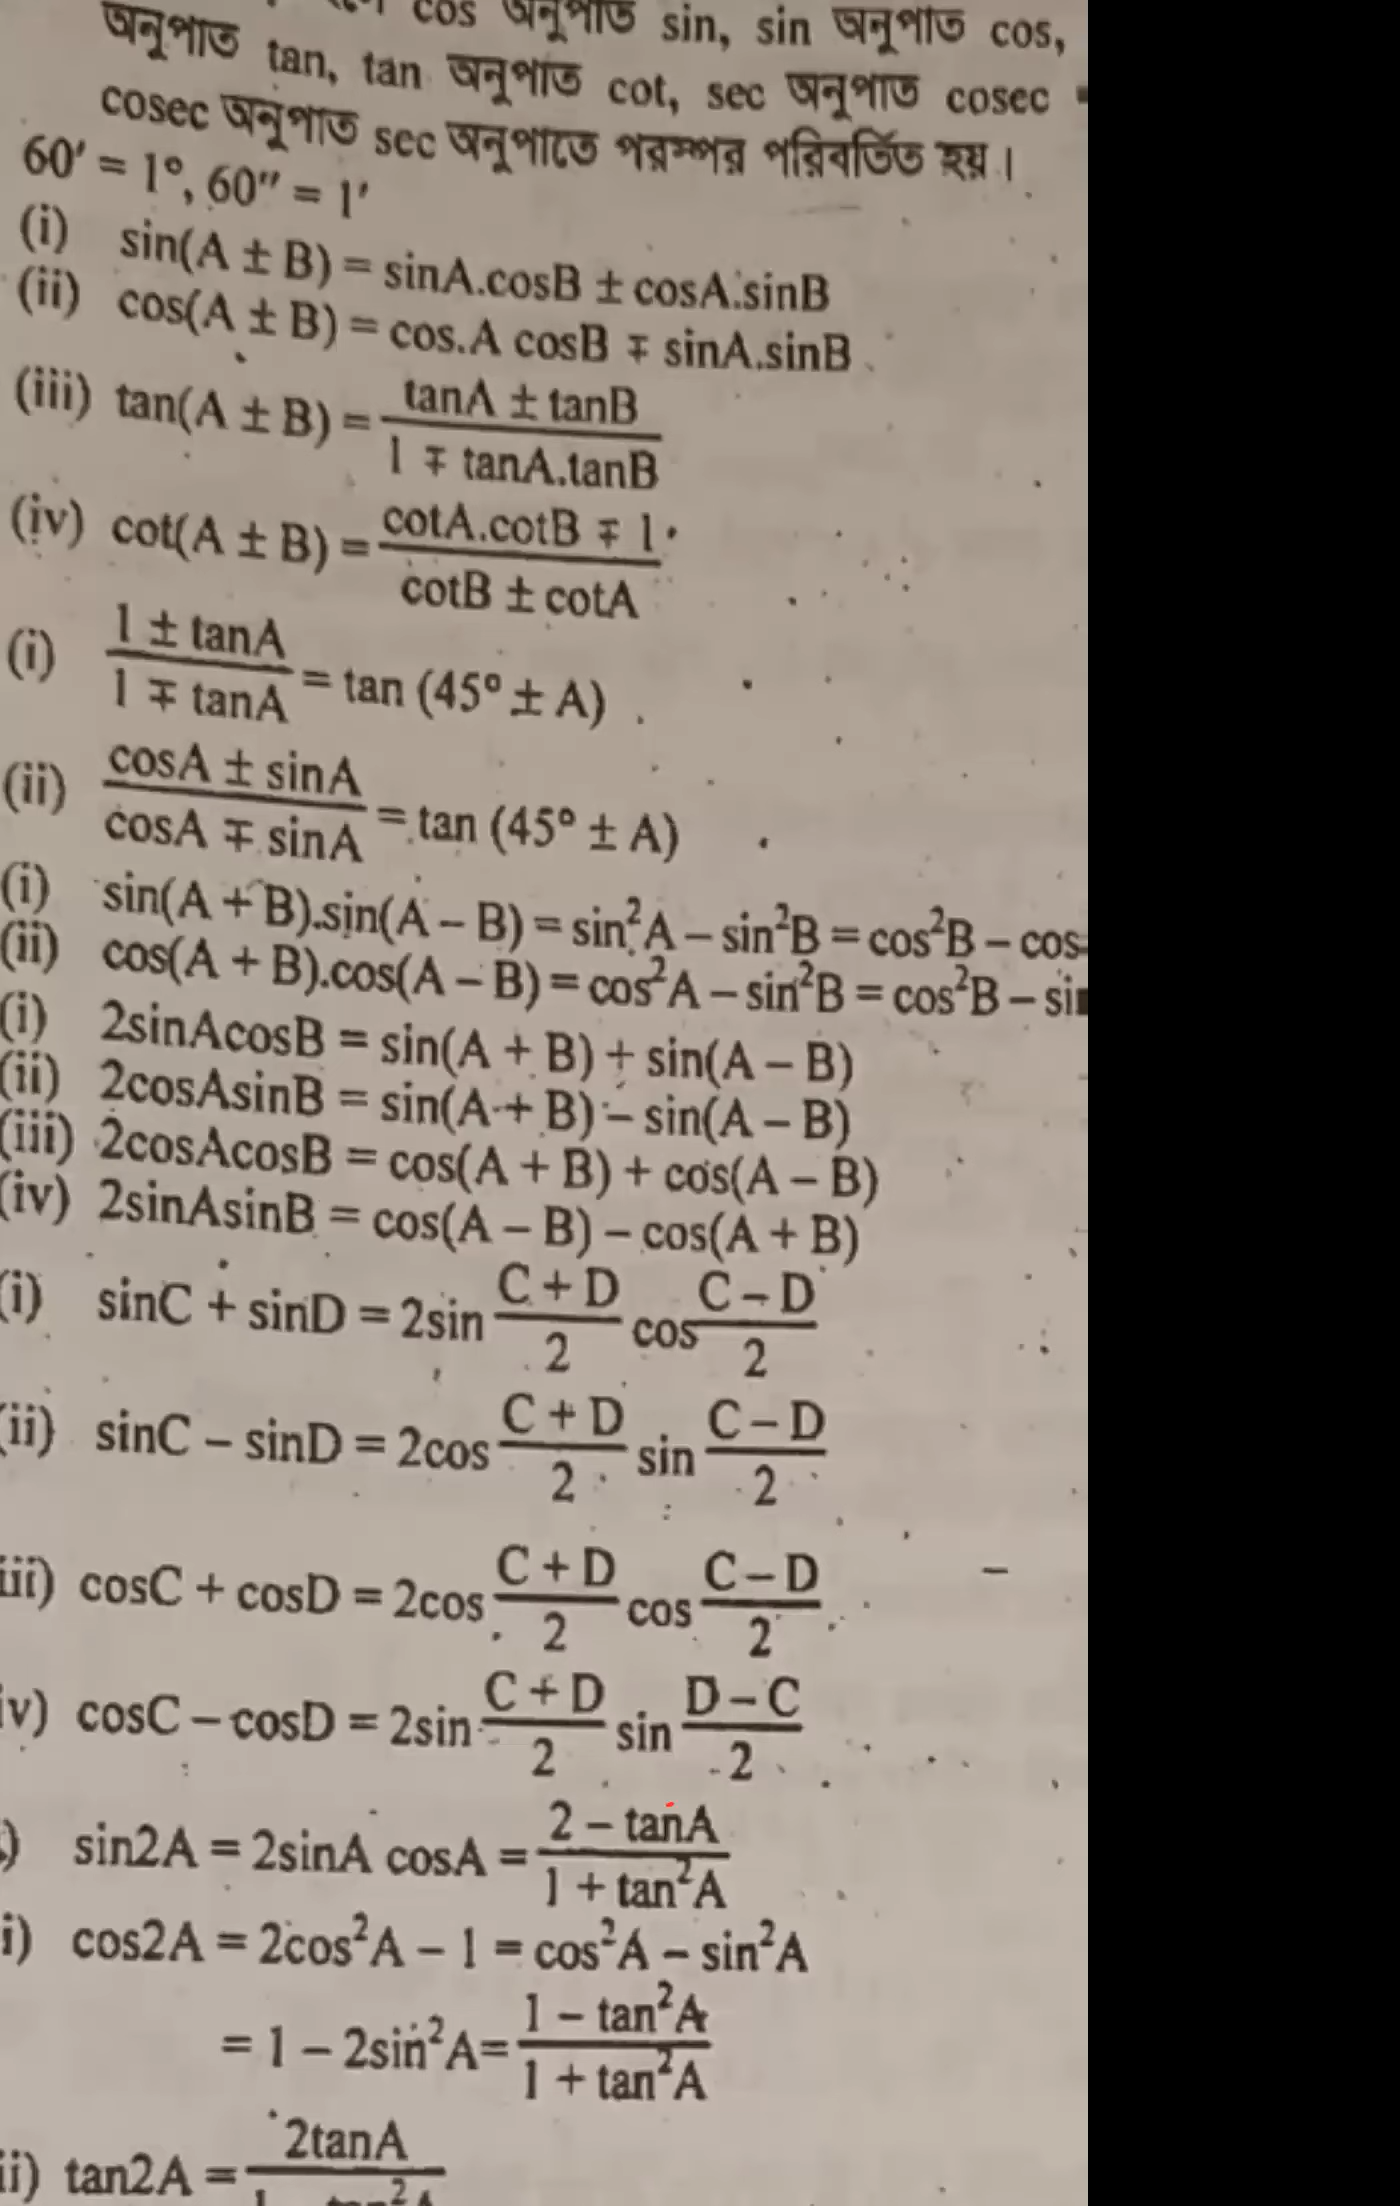 cos অনুপাত sin, sin অনুপাত cos,
অনুপাত tan, tan অনুপাত cot, sec অনুপাত cosec
cosec অনুপাত sec অনুপাতে পরস্পর পরিবর্তিত হয়।
60′ = 1°, 60″ = 1′
(i) sin(A ± B) = sinA.cosB ± cosA.sinB
(ii) cos(A ± B) = cos.A cosB ∓ sinA.sinB
(iii) tan(A ± B) = (tanA ± tanB)/(1 ∓ tanA.tanB)
(iv) cot(A ± B) = (cotA.cotB ∓ 1)/(cotB ± cotA)
(i) (1 ± tanA)/(1 ∓ tanA) = tan (45° ± A)
(ii) (cosA ± sinA)/(cosA ∓ sinA) = tan (45° ± A)
(i) sin(A + B).sin(A – B) = sin²A – sin²B = cos²B – cos
(ii) cos(A + B).cos(A – B) = cos²A – sin²B = cos²B – sin
(i) 2sinAcosB = sin(A + B) + sin(A – B)
(ii) 2cosAsinB = sin(A + B) – sin(A – B)
(iii) 2cosAcosB = cos(A + B) + cos(A – B)
(iv) 2sinAsinB = cos(A – B) – cos(A + B)
(i) sinC + sinD = 2sin (C + D)/2 cos (C – D)/2
(ii) sinC – sinD = 2cos (C + D)/2 sin (C – D)/2
iii) cosC + cosD = 2cos (C + D)/2 cos (C – D)/2
iv) cosC – cosD = 2sin (C + D)/2 sin (D – C)/2
) sin2A = 2sinA cosA = (2 – tanA)/(1 + tan²A)
i) cos2A = 2cos²A – 1 = cos²A – sin²A
= 1 – 2sin²A = (1 – tan²A)/(1 + tan²A)
ii) tan2A = 2tanA